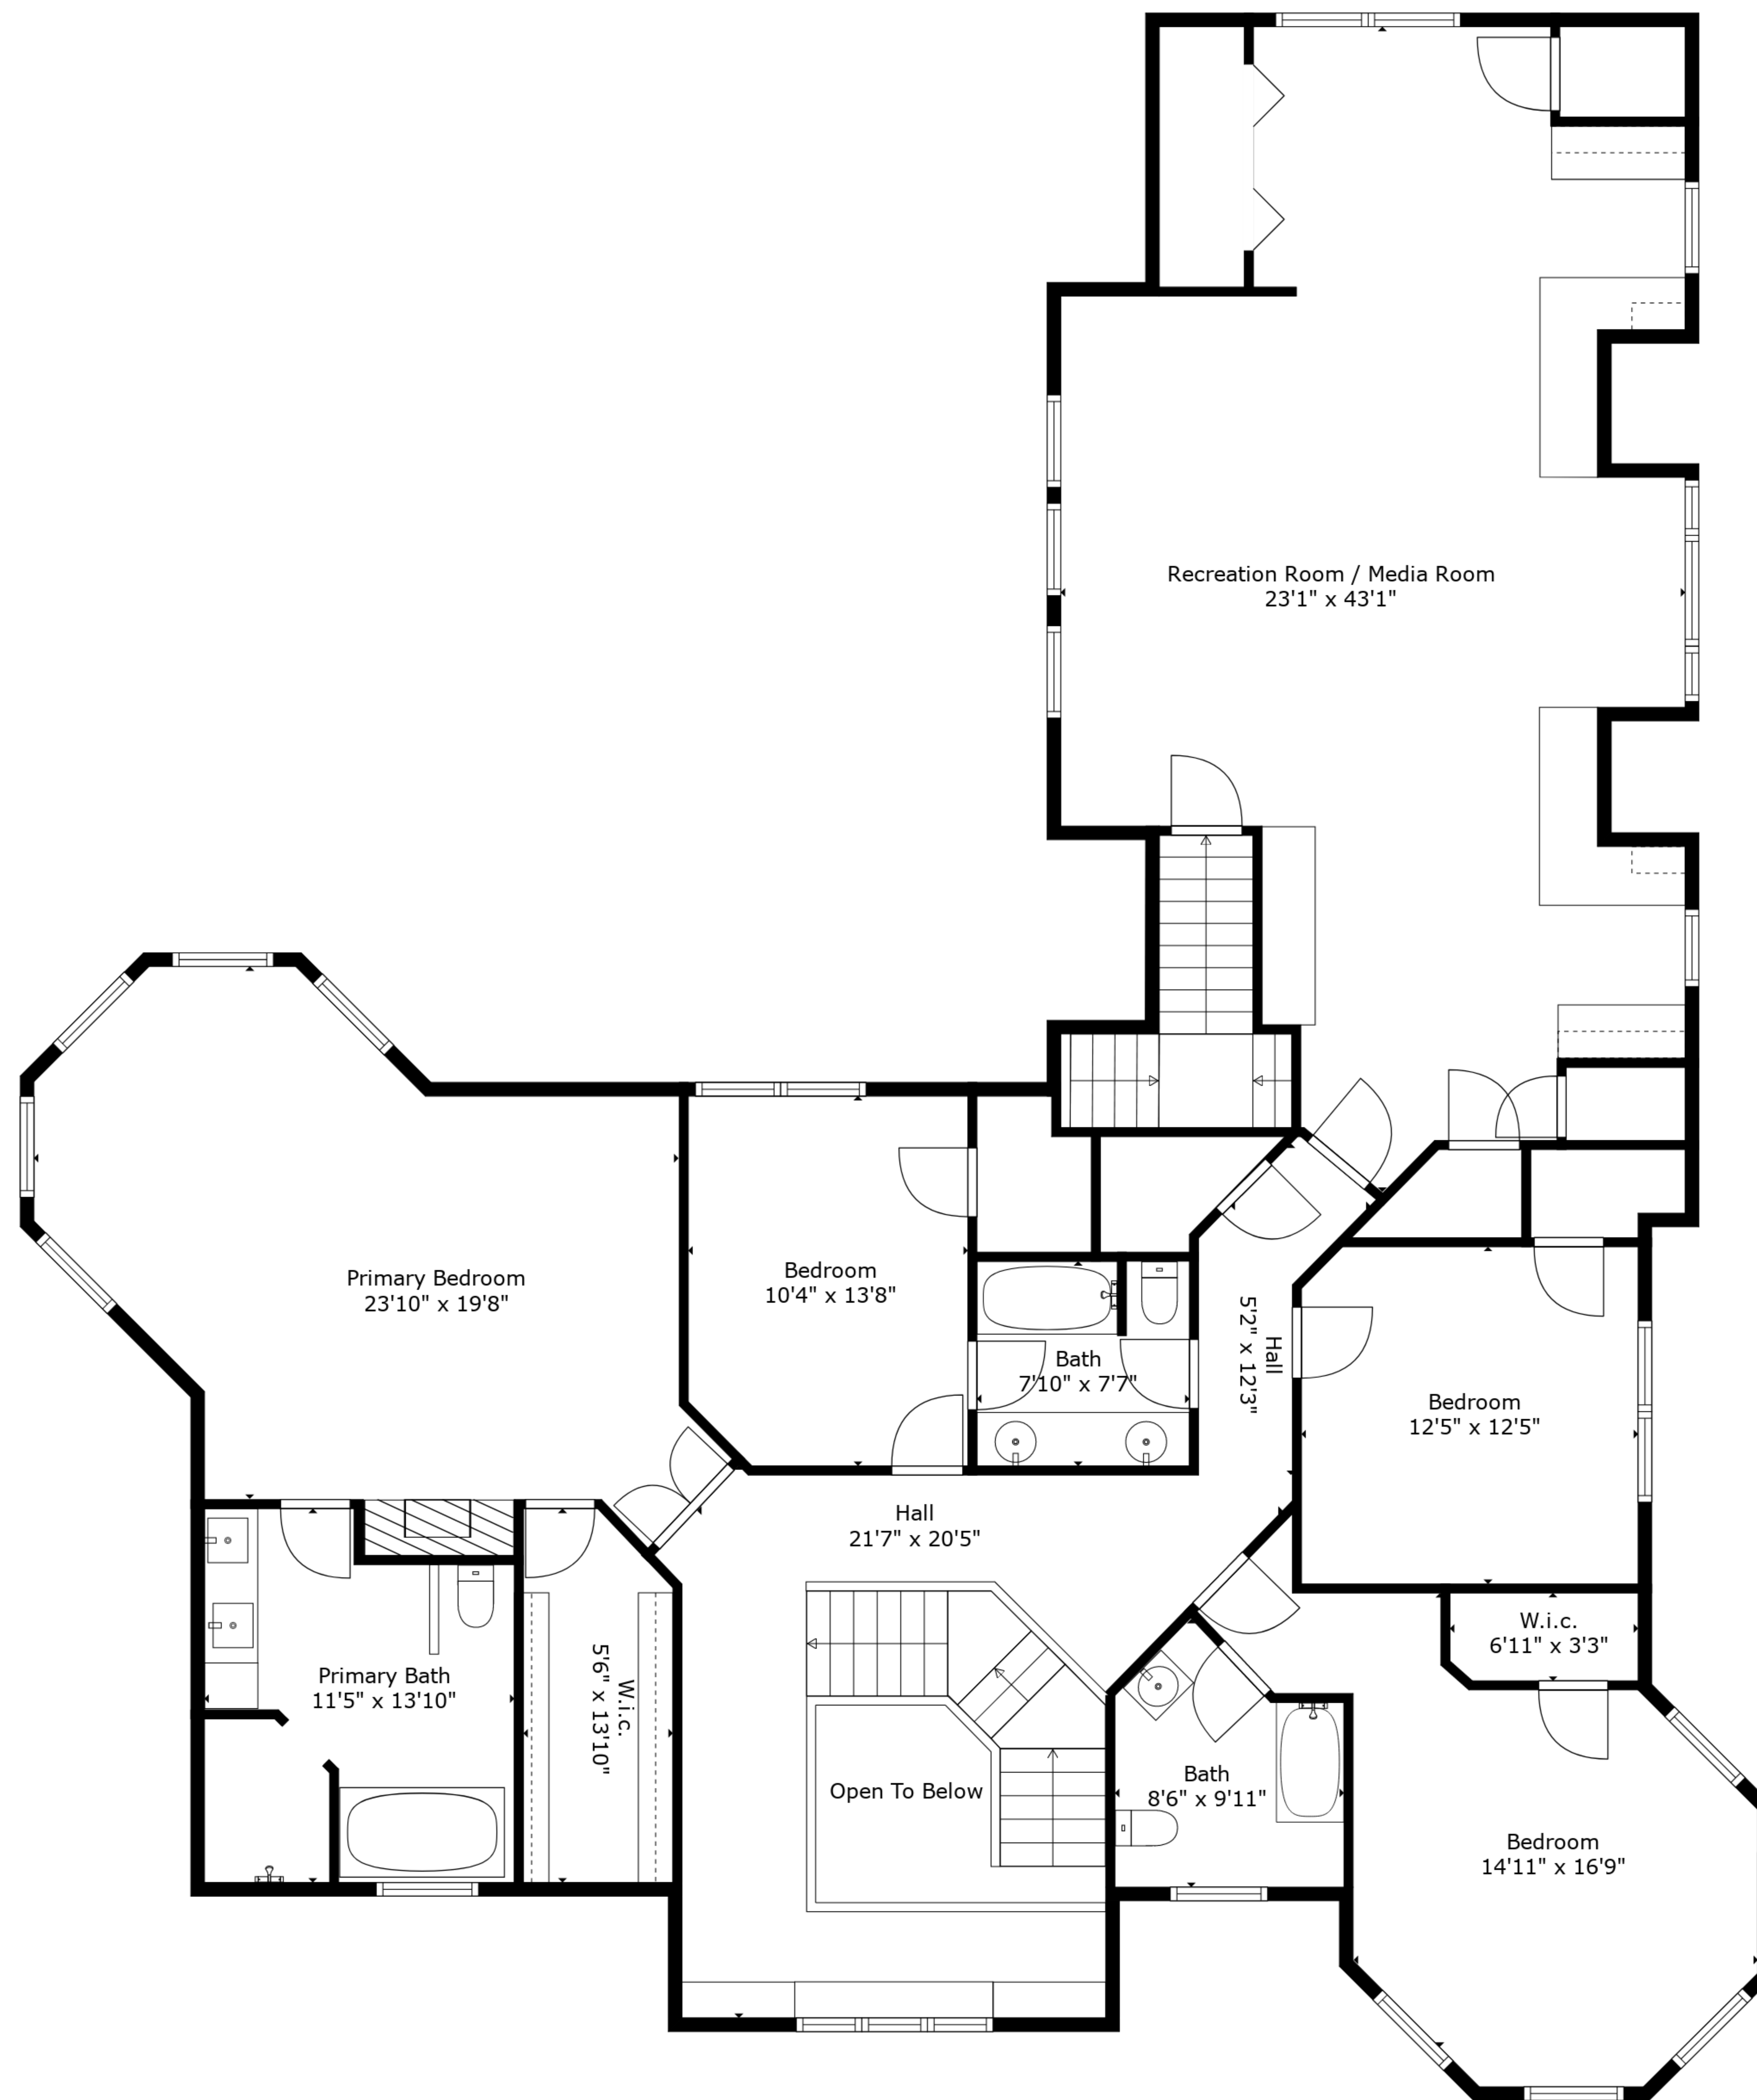 Recreation Room / Media Room
23'1" x 43'1"
Primary Bedroom
23'10" x 19'8"
Bedroom
10'4" x 13'8"
Bath
7'10" x 7'7"
Hall
5'2" x 12'3"
Bedroom
12'5" x 12'5"
Hall
21'7" x 20'5"
W.i.c.
6'11" x 3'3"
Primary Bath
11'5" x 13'10"
W.i.c.
5'6" x 13'10"
Open To Below
Bath
8'6" x 9'11"
Bedroom
14'11" x 16'9"